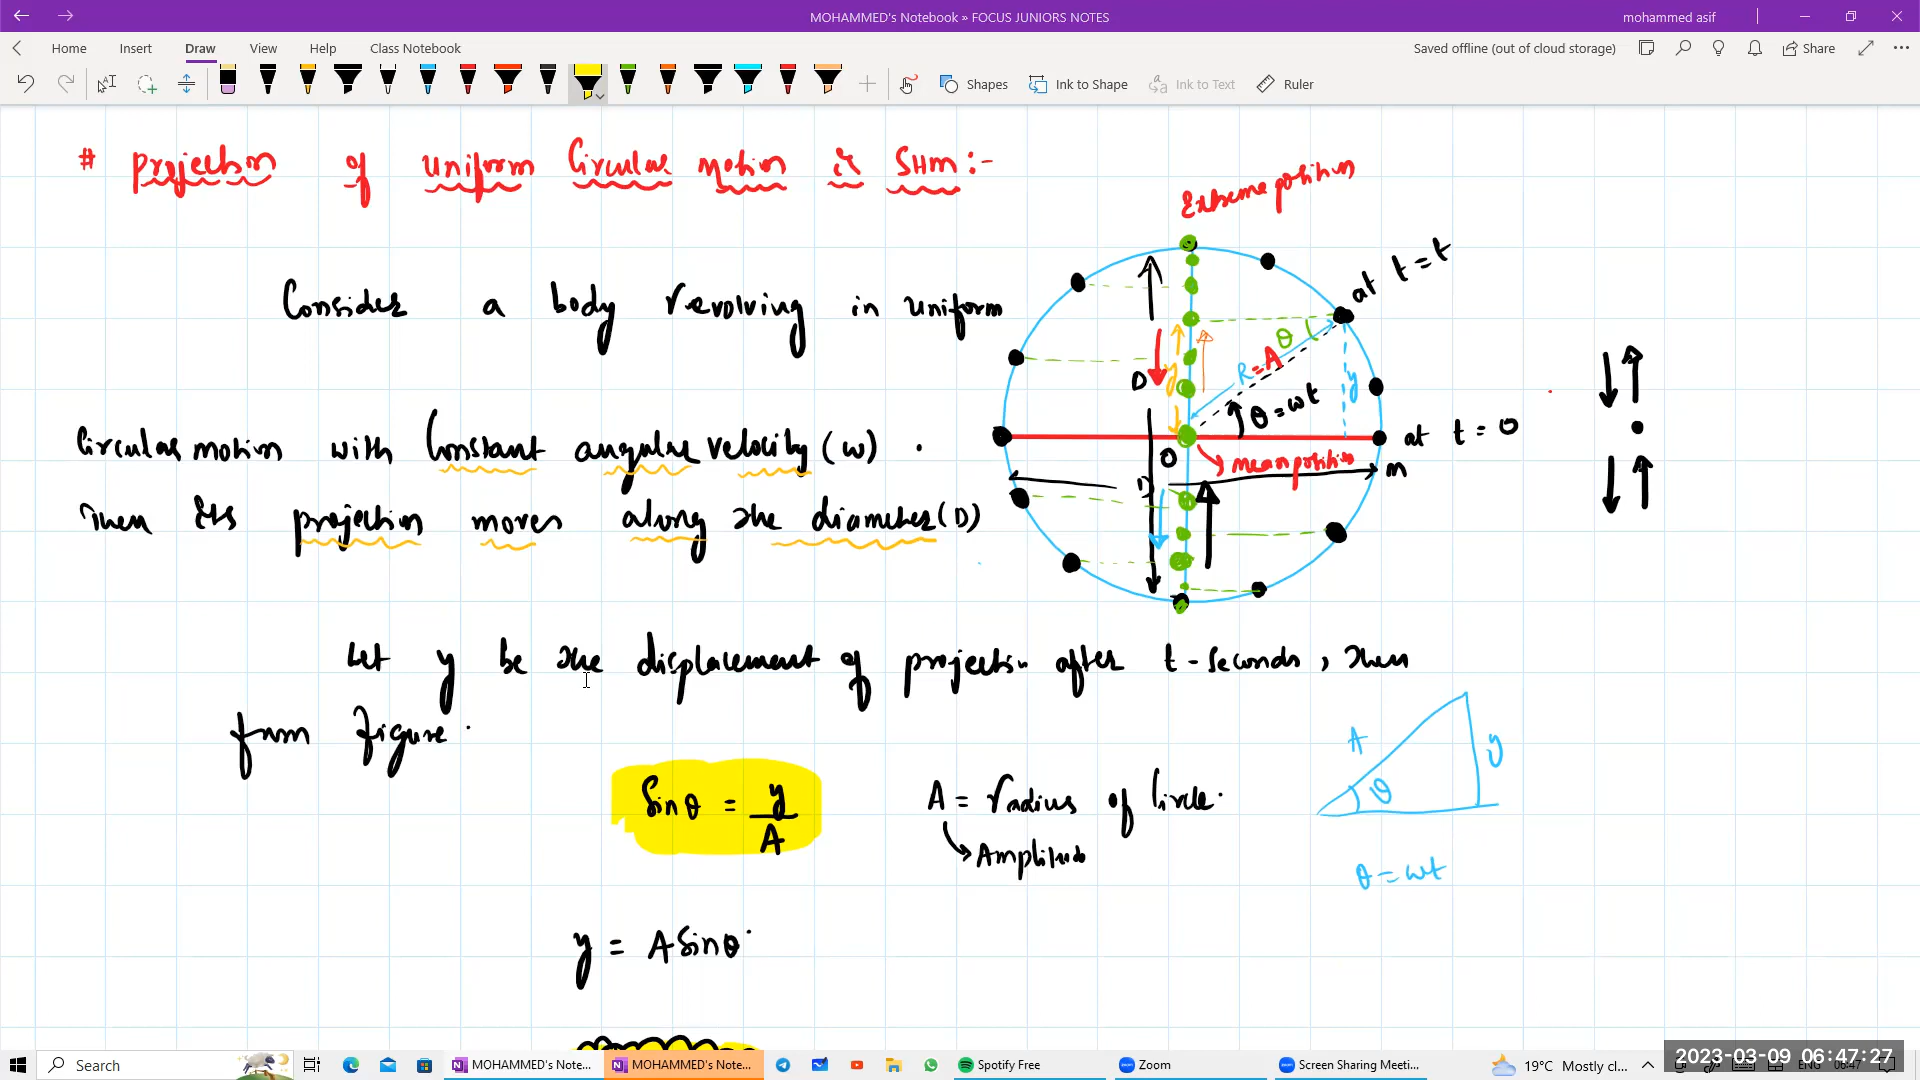 MOHAMMED's Notebook » FOCUS JUNIORS NOTES
mohammed asif
Home Insert Draw View Help Class Notebook
Saved offline (out of cloud storage)
Share
Shapes
Ink to Shape
Ink to Text
Ruler
# Projection of uniform Circular motion is SHM:-
Extreme position
at t=t
Consider a body revolving in uniform
θ
R=A
y
y
D
θ=ωt
at t=0
Circular motion with Constant angular velocity (ω).
O
mean position
D
m
Then its projection moves along the diameter (D)
Let y be the displacement of projection after t-seconds, then
from figure.
Sinθ = y/A
A = radius of Circle.
Amplitude
A
θ
y
θ=ωt
y = A Sinθ
Search
MOHAMMED's Note...
MOHAMMED's Note...
Spotify Free
Zoom
Screen Sharing Meeti...
19°C Mostly cl...
2023-03-09 06:47:27